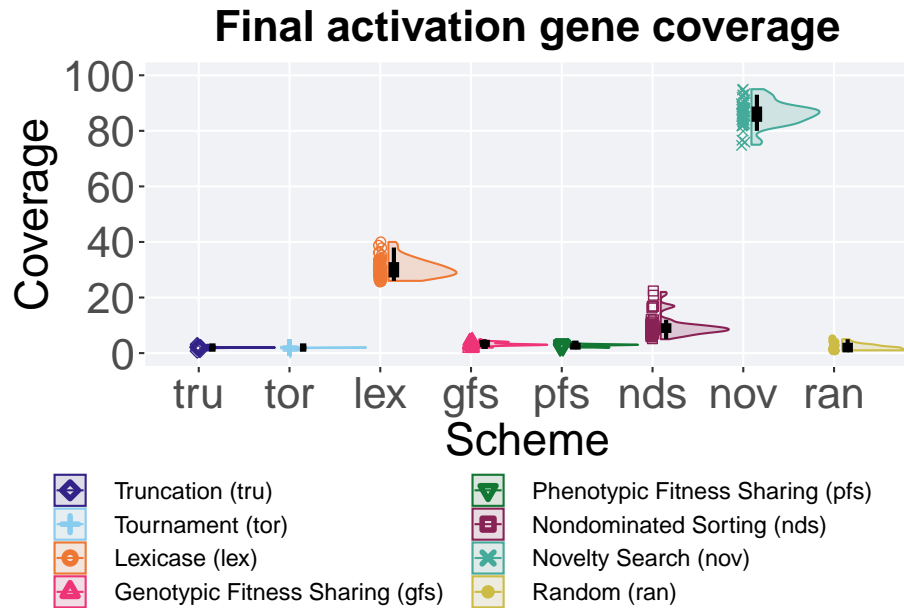 Final activation gene coverage
100
80
60
40
20
0
Coverage
tru tor lex gfs pfs nds nov ran
Scheme
Truncation (tru)
Tournament (tor)
Lexicase (lex)
Genotypic Fitness Sharing (gfs)
Phenotypic Fitness Sharing (pfs)
Nondominated Sorting (nds)
Novelty Search (nov)
Random (ran)